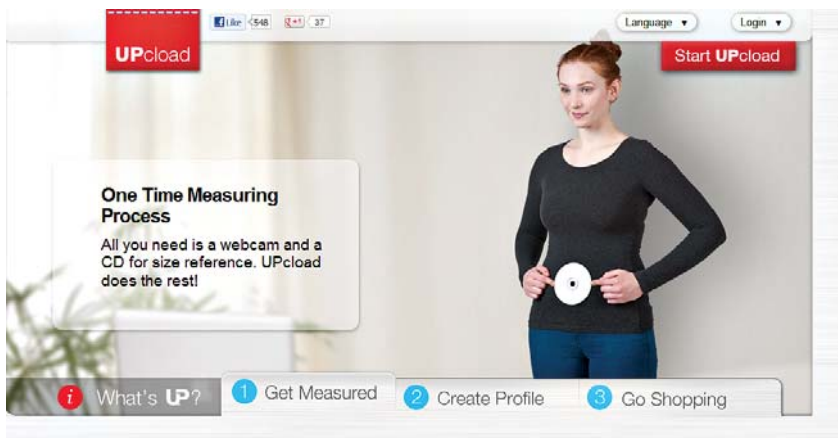 Like 548 +1 37
Language ▼ Login ▼
UPcload
Start UPcload
One Time Measuring
Process
All you need is a webcam and a
CD for size reference. UPcload
does the rest!
i What's UP? 1 Get Measured 2 Create Profile 3 Go Shopping